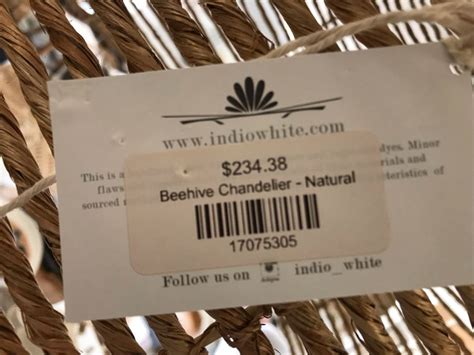 www.indiowhite.com
This is a
dyes. Minor
flaws
rials and
sourced
teristics of
$234.38
Beehive Chandelier - Natural
17075305
Follow us on indio_white